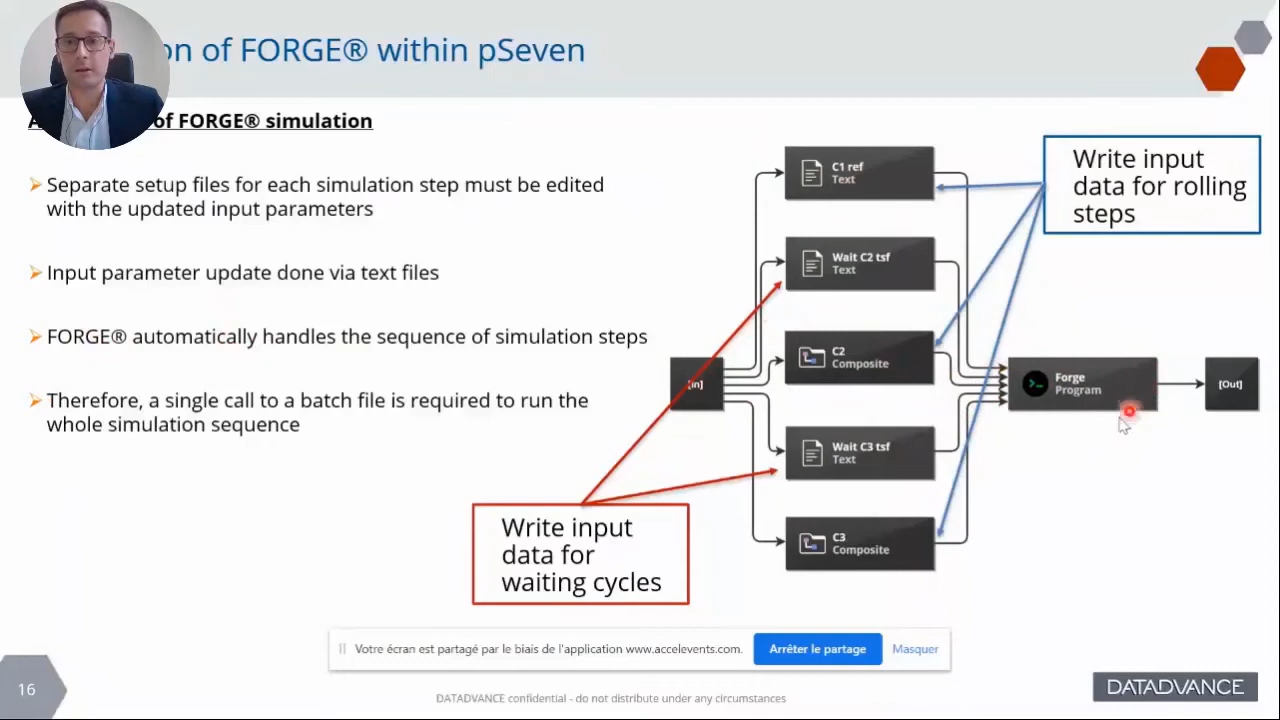 on of FORGE® within pSeven
of FORGE® simulation
Separate setup files for each simulation step must be edited
with the updated input parameters
Input parameter update done via text files
FORGE® automatically handles the sequence of simulation steps
Therefore, a single call to a batch file is required to run the
whole simulation sequence
Write input
data for rolling
steps
C1 ref
Text
Wait C2 tsf
Text
C2
Composite
[in]
Forge
Program
[Out]
Wait C3 tsf
Text
C3
Composite
Write input
data for
waiting cycles
Votre écran est partagé par le biais de l'application www.accelevents.com.
Arrêter le partage
Masquer
16
DATADVANCE confidential - do not distribute under any circumstances
DATADVANCE